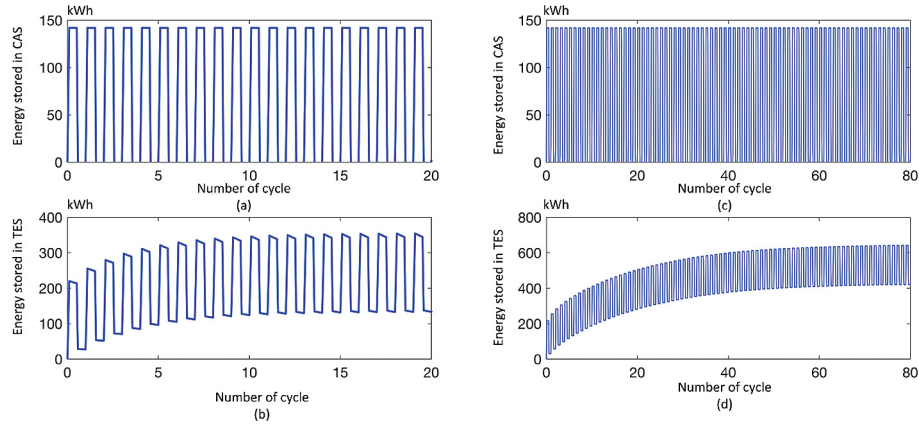 kWh
150
100
50
0
Energy stored in CAS
0 5 10 15 20
Number of cycle
(a)
kWh
400
300
200
100
0
Energy stored in TES
0 5 10 15 20
Number of cycle
(b)
kWh
150
100
50
0
Energy stored in CAS
0 20 40 60 80
Number of cycle
(c)
kWh
800
600
400
200
0
Energy stored in TES
0 20 40 60 80
Number of cycle
(d)